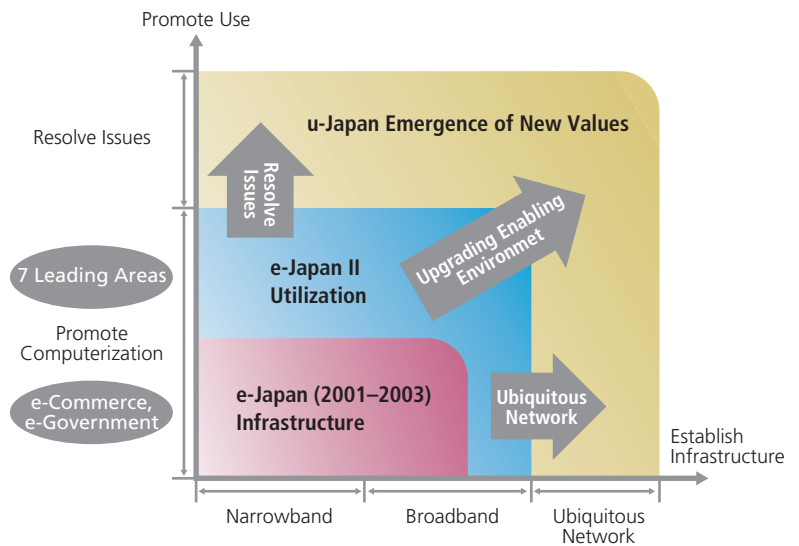 Promote Use
Resolve Issues
u-Japan Emergence of New Values
Resolve
Issues
Upgrading Enabling
Environmet
7 Leading Areas
e-Japan II
Utilization
Promote
Computerization
e-Commerce,
e-Government
e-Japan (2001–2003)
Infrastructure
Ubiquitous
Network
Establish
Infrastructure
Narrowband
Broadband
Ubiquitous
Network